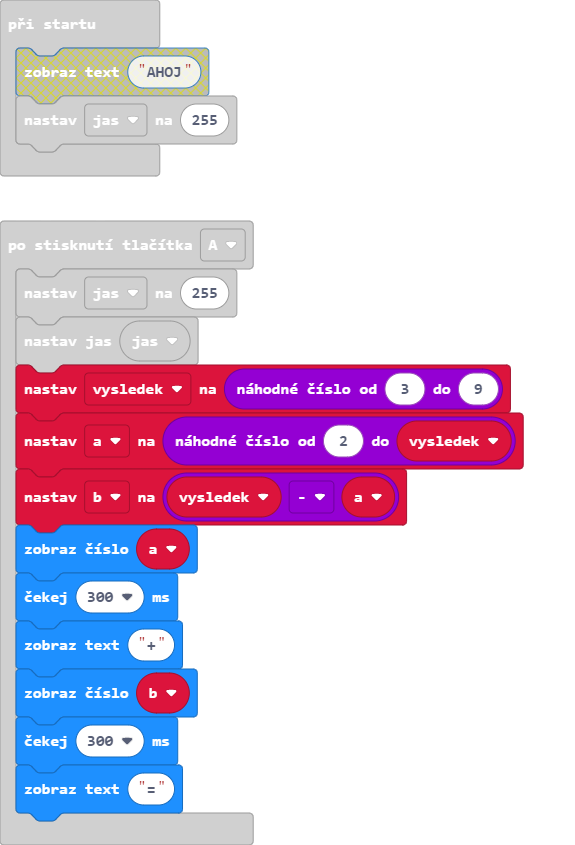 při startu
zobraz text "AHOJ"
nastav jas na 255
po stisknutí tlačítka A
nastav jas na 255
nastav jas jas
nastav vysledek na náhodné číslo od 3 do 9
nastav a na náhodné číslo od 2 do vysledek
nastav b na vysledek - a
zobraz číslo a
čekej 300 ms
zobraz text "+"
zobraz číslo b
čekej 300 ms
zobraz text "="